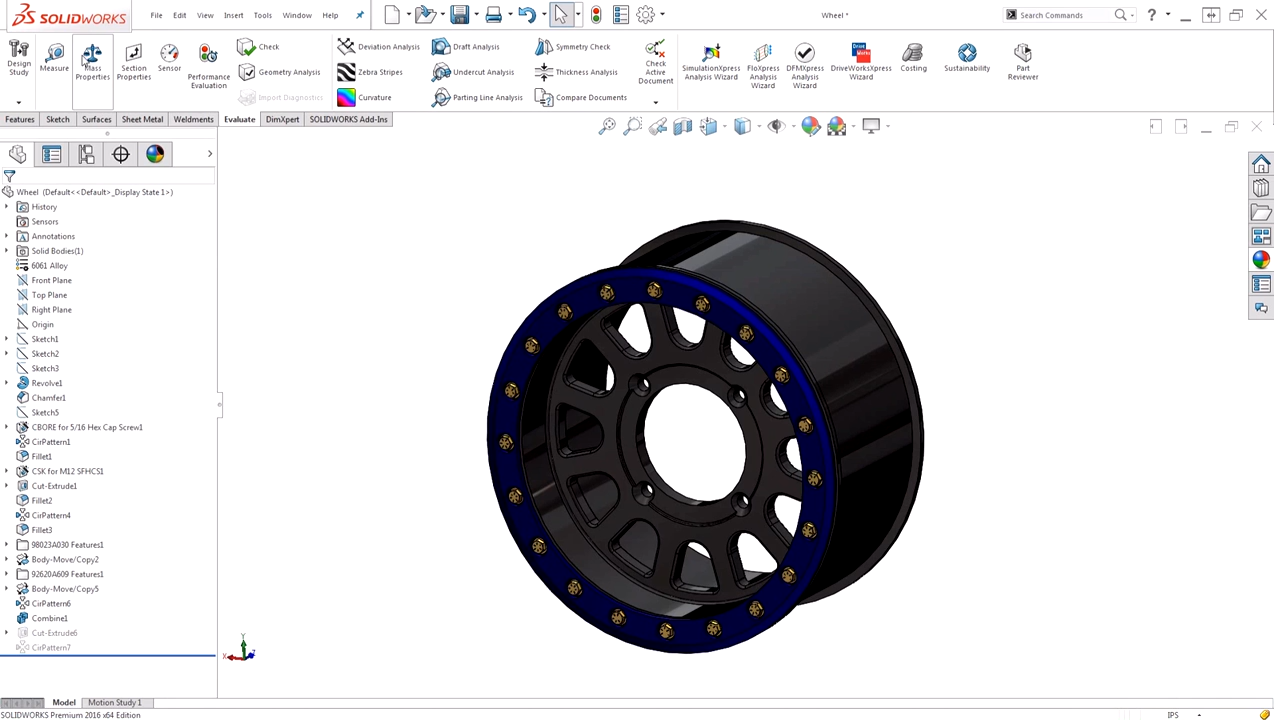 SOLIDWORKS
File Edit View Insert Tools Window Help
Wheel *
Search Commands
Design Study
Measure
Mass Properties
Section Properties
Sensor
Performance Evaluation
Check
Geometry Analysis
Import Diagnostics
Deviation Analysis
Zebra Stripes
Curvature
Draft Analysis
Undercut Analysis
Parting Line Analysis
Symmetry Check
Thickness Analysis
Compare Documents
Check Active Document
SimulationXpress Analysis Wizard
FloXpress Analysis Wizard
DFMXpress Analysis Wizard
DriveWorksXpress Wizard
Costing
Sustainability
Part Reviewer
Features Sketch Surfaces Sheet Metal Weldments Evaluate DimXpert SOLIDWORKS Add-Ins
Wheel (Default<<Default>_Display State 1>)
History
Sensors
Annotations
Solid Bodies(1)
6061 Alloy
Front Plane
Top Plane
Right Plane
Origin
Sketch1
Sketch2
Sketch3
Revolve1
Chamfer1
Sketch5
CBORE for 5/16 Hex Cap Screw1
CirPattern1
Fillet1
CSK for M12 SFHCS1
Cut-Extrude1
Fillet2
CirPattern4
Fillet3
98023A030 Features1
Body-Move/Copy2
92620A609 Features1
Body-Move/Copy5
CirPattern6
Combine1
Cut-Extrude6
CirPattern7
Y
X
Z
Model Motion Study 1
SOLIDWORKS Premium 2016 x64 Edition
IPS